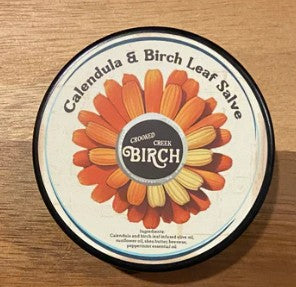 Calendula & Birch Leaf Salve
CROOKED
CREEK
BIRCH
Ingredients:
Calendula and birch leaf infused olive oil,
sunflower oil, shea butter, beeswax,
peppermint essential oil